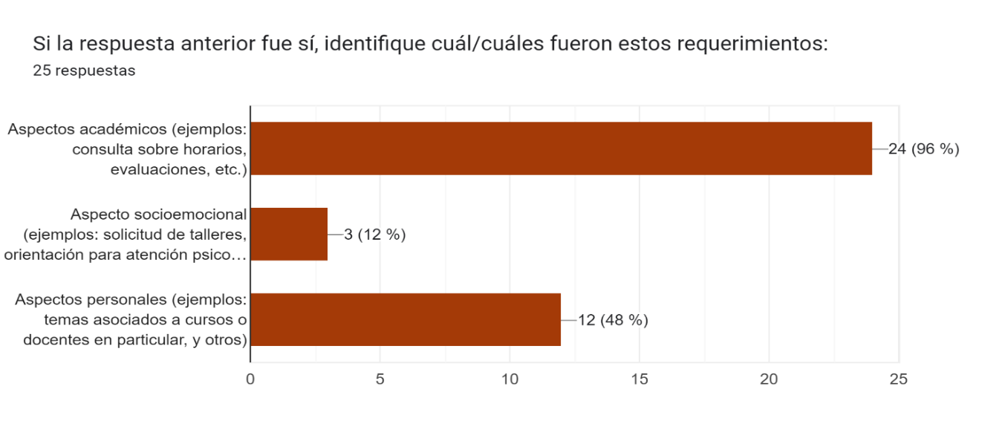 Si la respuesta anterior fue sí, identifique cuál/cuáles fueron estos requerimientos:
25 respuestas
Aspectos académicos (ejemplos:
consulta sobre horarios,
evaluaciones, etc.)
24 (96 %)
Aspecto socioemocional
(ejemplos: solicitud de talleres,
orientación para atención psico…
3 (12 %)
Aspectos personales (ejemplos:
temas asociados a cursos o
docentes en particular, y otros)
12 (48 %)
0 5 10 15 20 25